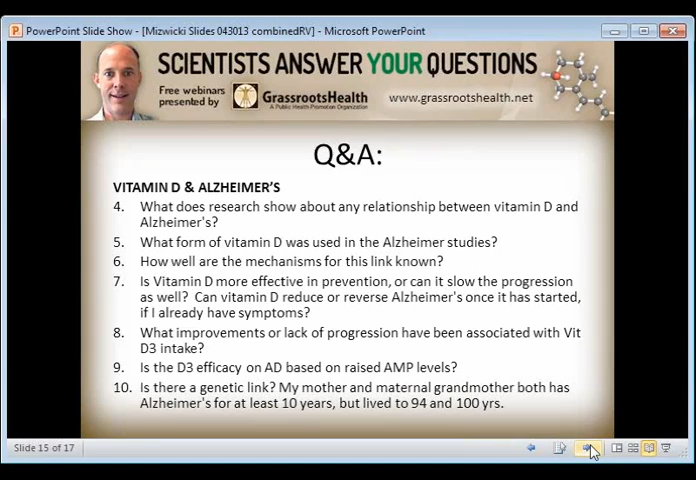 PowerPoint Slide Show - [Mizwicki Slides 043013 combinedRV] - Microsoft PowerPoint
SCIENTISTS ANSWER YOUR QUESTIONS
Free webinars
presented by
GrassrootsHealth
A Public Health Promotion Organization
www.grassrootshealth.net
Q&A:
VITAMIN D & ALZHEIMER'S
4. What does research show about any relationship between vitamin D and
Alzheimer's?
5. What form of vitamin D was used in the Alzheimer studies?
6. How well are the mechanisms for this link known?
7. Is Vitamin D more effective in prevention, or can it slow the progression
as well? Can vitamin D reduce or reverse Alzheimer's once it has started,
if I already have symptoms?
8. What improvements or lack of progression have been associated with Vit
D3 intake?
9. Is the D3 efficacy on AD based on raised AMP levels?
10. Is there a genetic link? My mother and maternal grandmother both has
Alzheimer's for at least 10 years, but lived to 94 and 100 yrs.
Slide 15 of 17